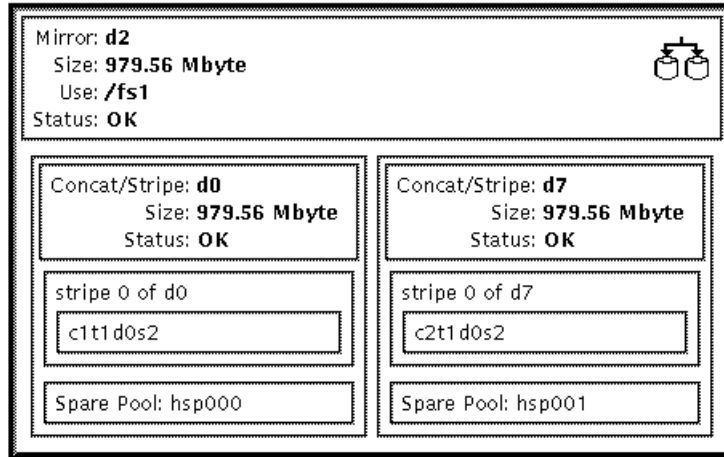 Mirror: d2
Size: 979.56 Mbyte
Use: /fs1
Status: OK
Concat/Stripe: d0
Size: 979.56 Mbyte
Status: OK
stripe 0 of d0
c1t1d0s2
Spare Pool: hsp000
Concat/Stripe: d7
Size: 979.56 Mbyte
Status: OK
stripe 0 of d7
c2t1d0s2
Spare Pool: hsp001